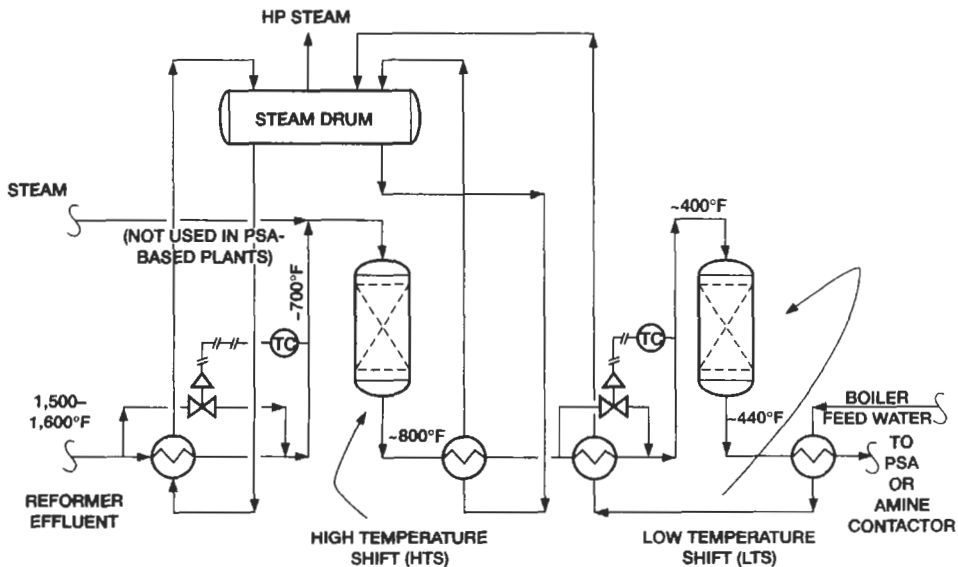 HP STEAM
STEAM DRUM
STEAM
(NOT USED IN PSA-
BASED PLANTS)
~400°F
~700°F
TC
TC
1,500–
1,600°F
~800°F
~440°F
BOILER
FEED WATER
TO
PSA
OR
AMINE
CONTACTOR
REFORMER
EFFLUENT
HIGH TEMPERATURE
SHIFT (HTS)
LOW TEMPERATURE
SHIFT (LTS)